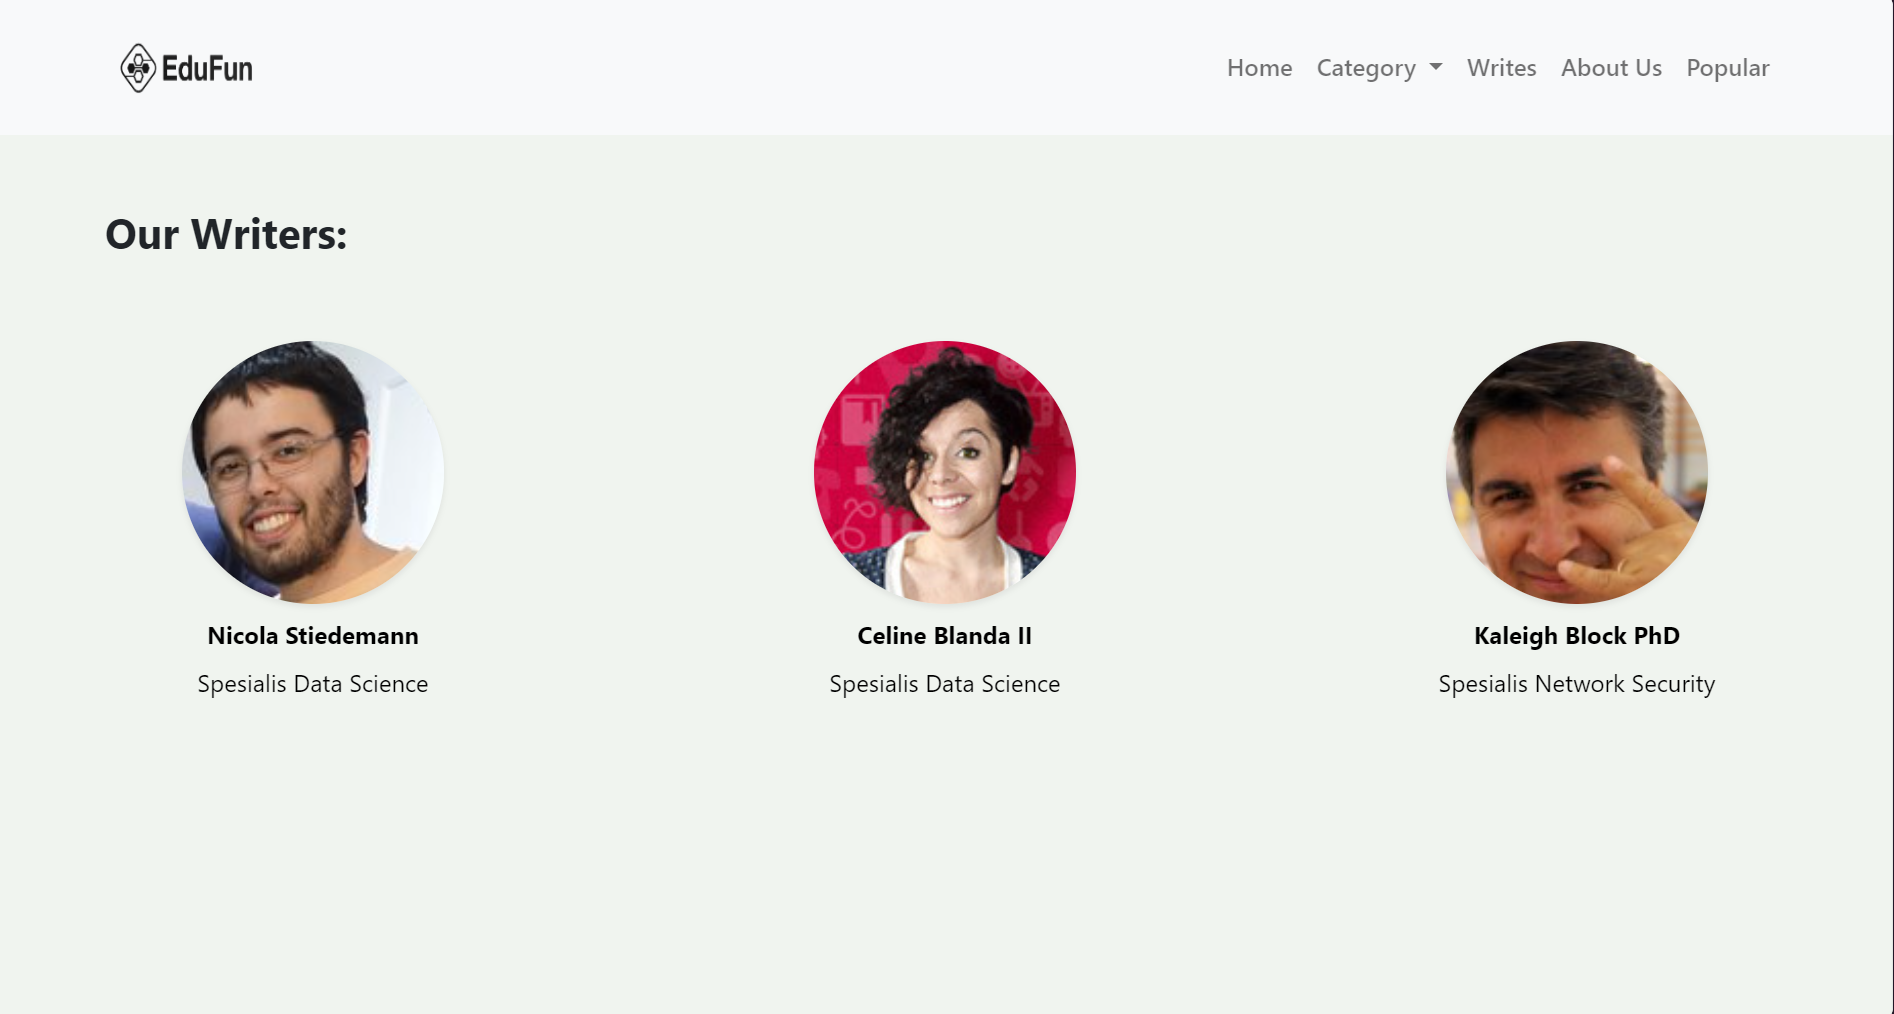 EduFun
Home Category Writes About Us Popular
Our Writers:
Nicola Stiedemann
Spesialis Data Science
Celine Blanda II
Spesialis Data Science
Kaleigh Block PhD
Spesialis Network Security